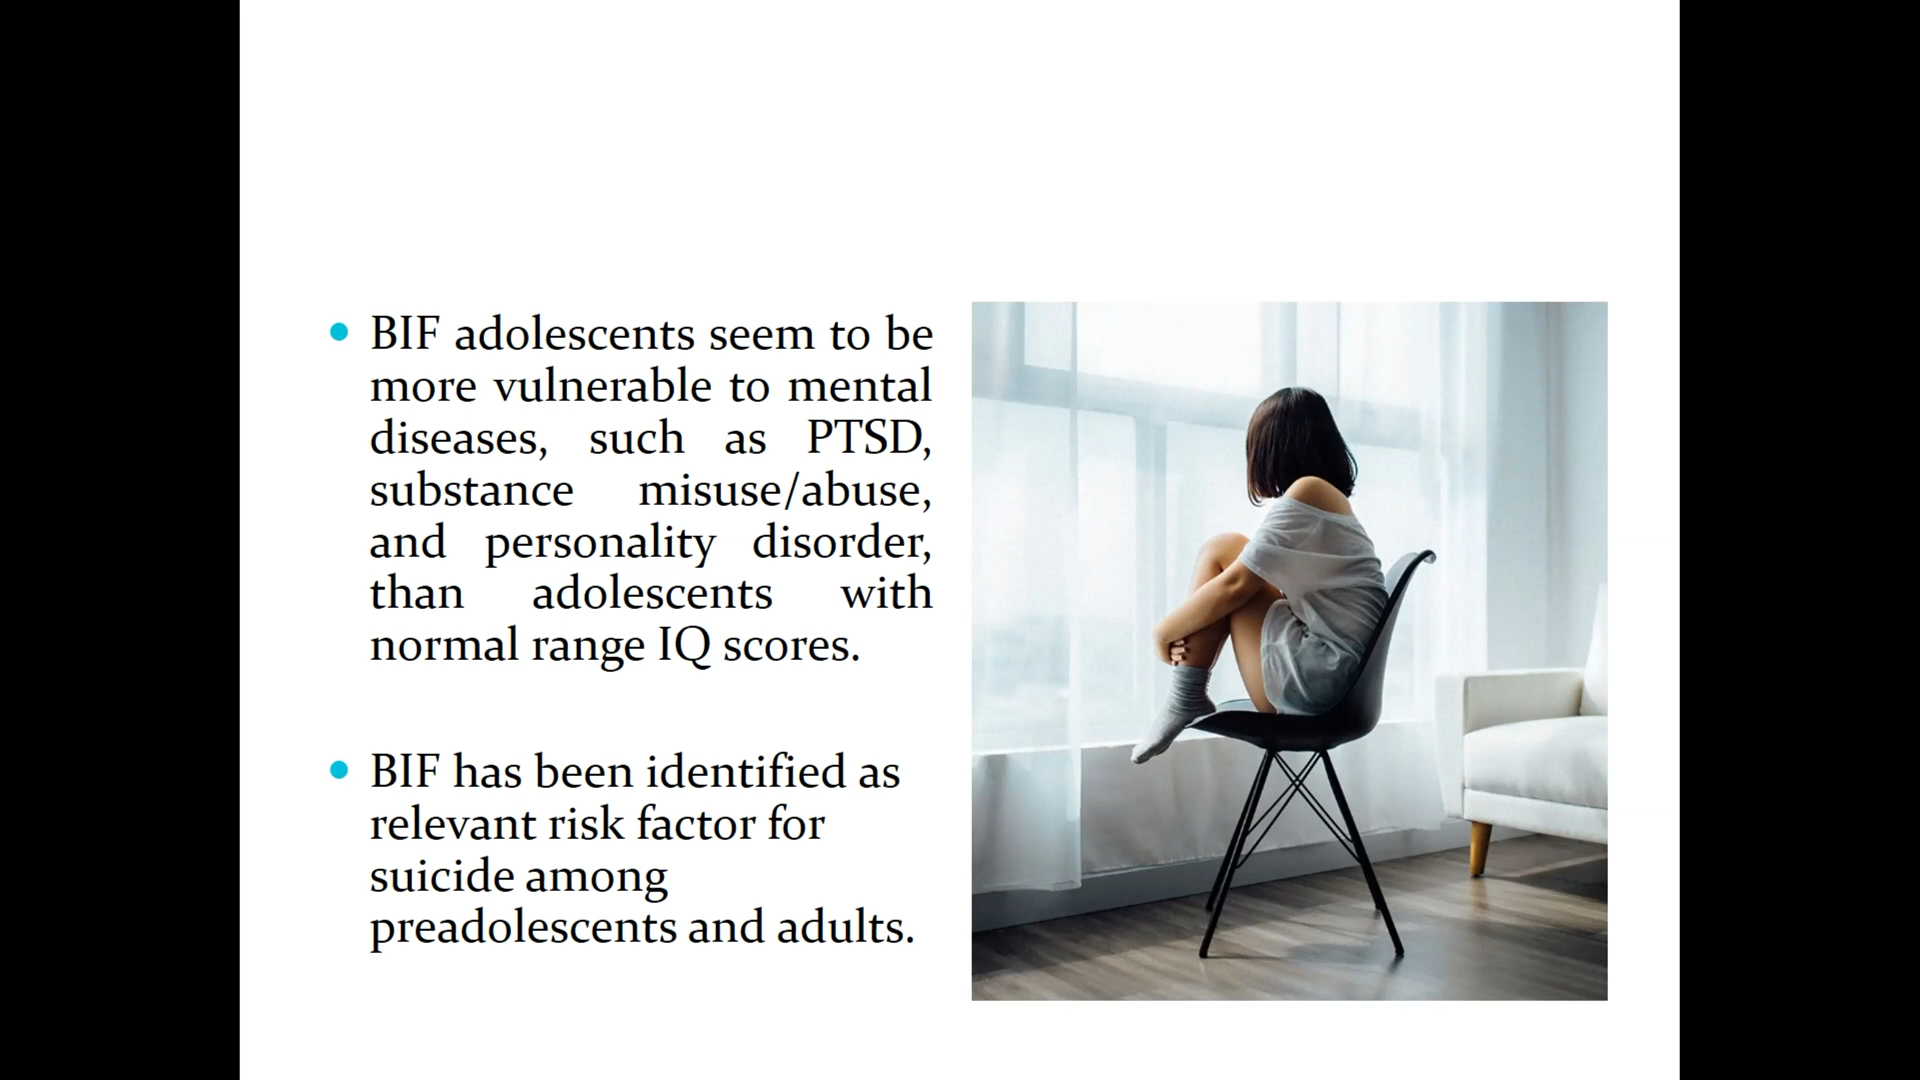 BIF adolescents seem to be
more vulnerable to mental
diseases, such as PTSD,
substance misuse/abuse,
and personality disorder,
than adolescents with
normal range IQ scores.
BIF has been identified as
relevant risk factor for
suicide among
preadolescents and adults.